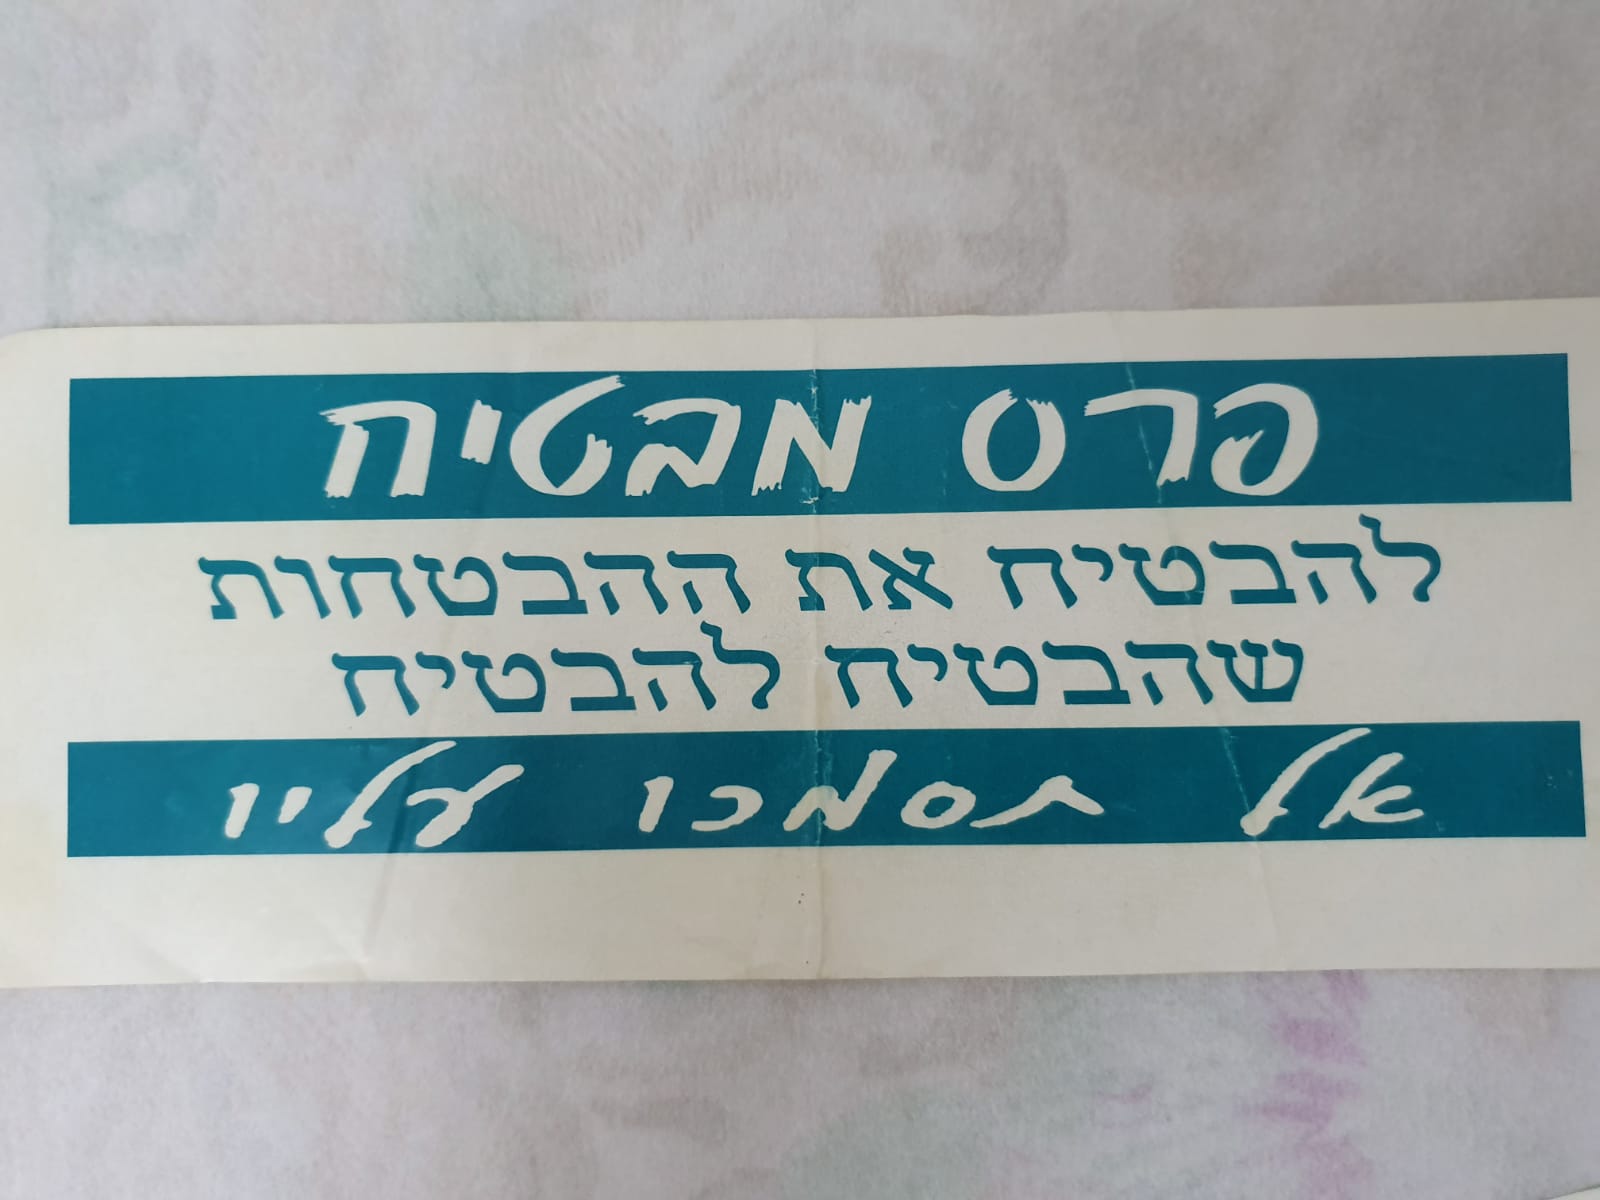 פרס מבטיח
להבטיח את ההבטחות
שהבטיח להבטיח
אל תסמכו עליו